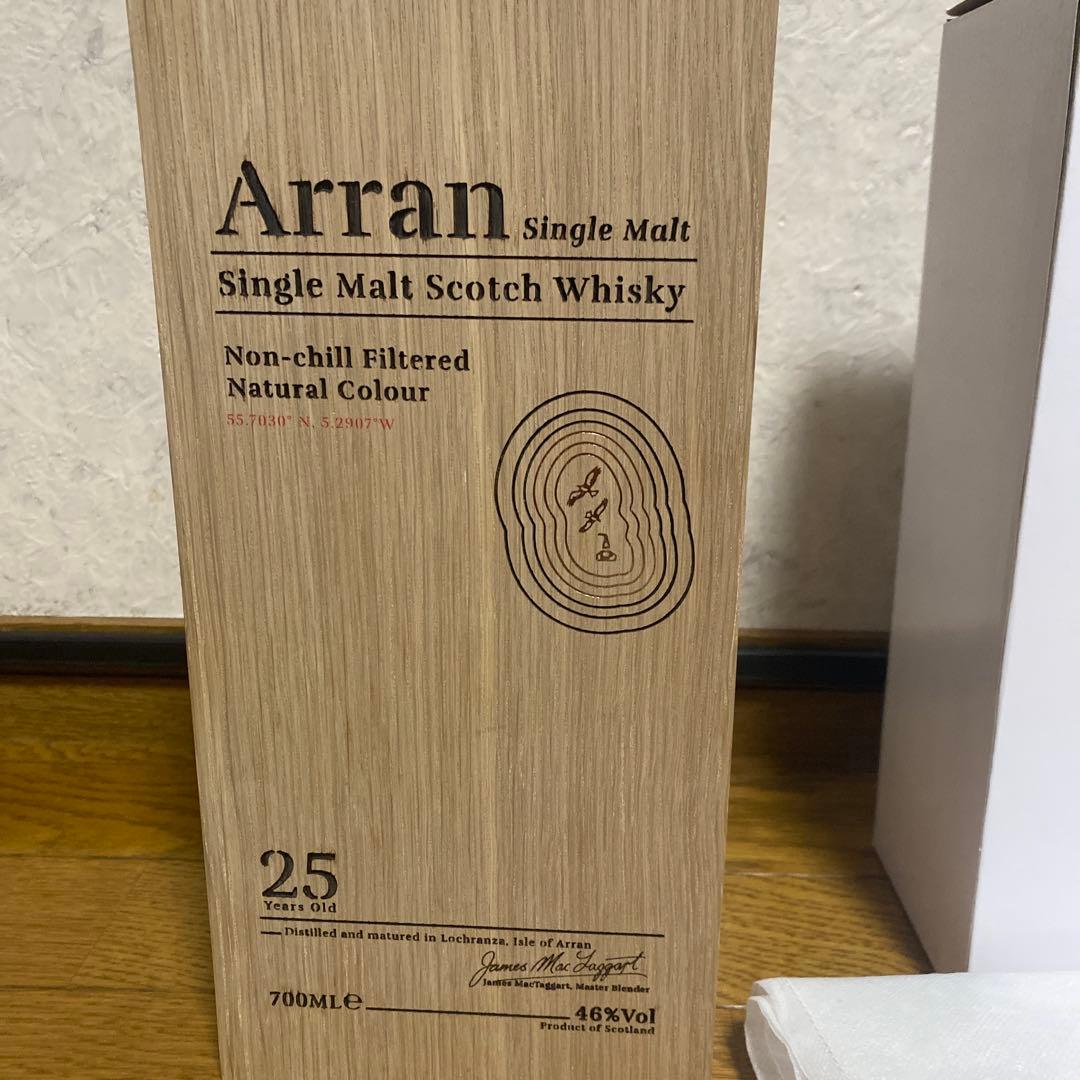 Arran Single Malt
Single Malt Scotch Whisky
Non-chill Filtered
Natural Colour
55.7030° N, 5.2907°W
25
Years Old
Distilled and matured in Lochranza, Isle of Arran
James MacTaggart
James MacTaggart, Master Blender
700ML℮ 46%Vol
Product of Scotland